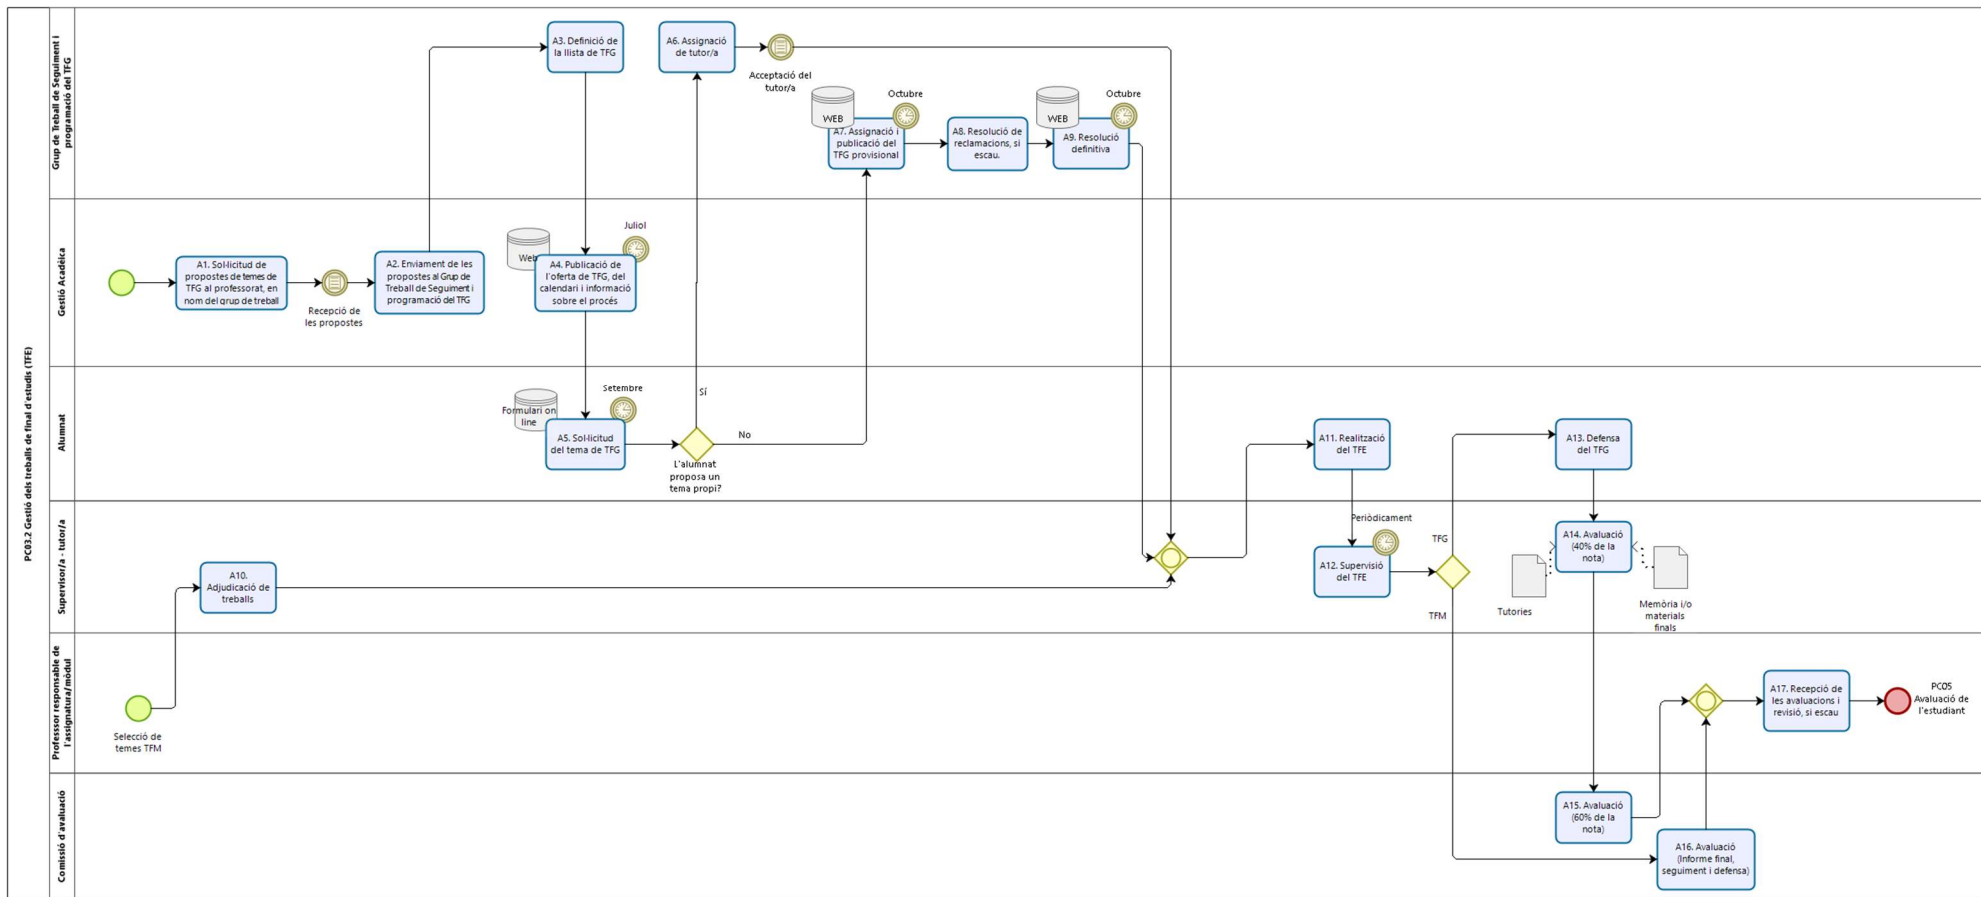 PC03.2 Gestió dels treballs de final d'estudis (TFE)
Grup de Treball de Seguiment i
programació del TFG
A3. Definició de
la llista de TFG
A6. Assignació
de tutor/a
Acceptació del
tutor/a
WEB
Octubre
A7. Assignació i
publicació del
TFG provisional
A8. Resolució de
reclamacions, si
escau.
WEB
Octubre
A9. Resolució
definitiva
Gestió Acadèica
A1. Sol·licitud de
propostes de temes de
TFG al professorat, en
nom del grup de treball
Recepció de
les propostes
A2. Enviament de les
propostes al Grup de
Treball de Seguiment i
programació del TFG
Web
Juliol
A4. Publicació de
l'oferta de TFG, del
calendari i informació
sobre el procés
Alumnat
Formulari on
line
Setembre
A5. Sol·licitud
del tema de TFG
Sí
No
L'alumnat
proposa un
tema propi?
A11. Realització
del TFE
A13. Defensa
del TFG
Supervisor/a - tutor/a
A10.
Adjudicació de
treballs
Periòdicament
A12. Supervisió
del TFE
TFG
TFM
A14. Avaluació
(40% de la
nota)
Tutories
Memòria i/o
materials
finals
Professor responsable de
l'assignatura/mòdul
Selecció de
temes TFM
A17. Recepció de
les avaluacions i
revisió, si escau
PC05
Avaluació de
l'estudiant
Comissió d'avaluació
A15. Avaluació
(60% de la
nota)
A16. Avaluació
(Informe final,
seguiment i defensa)